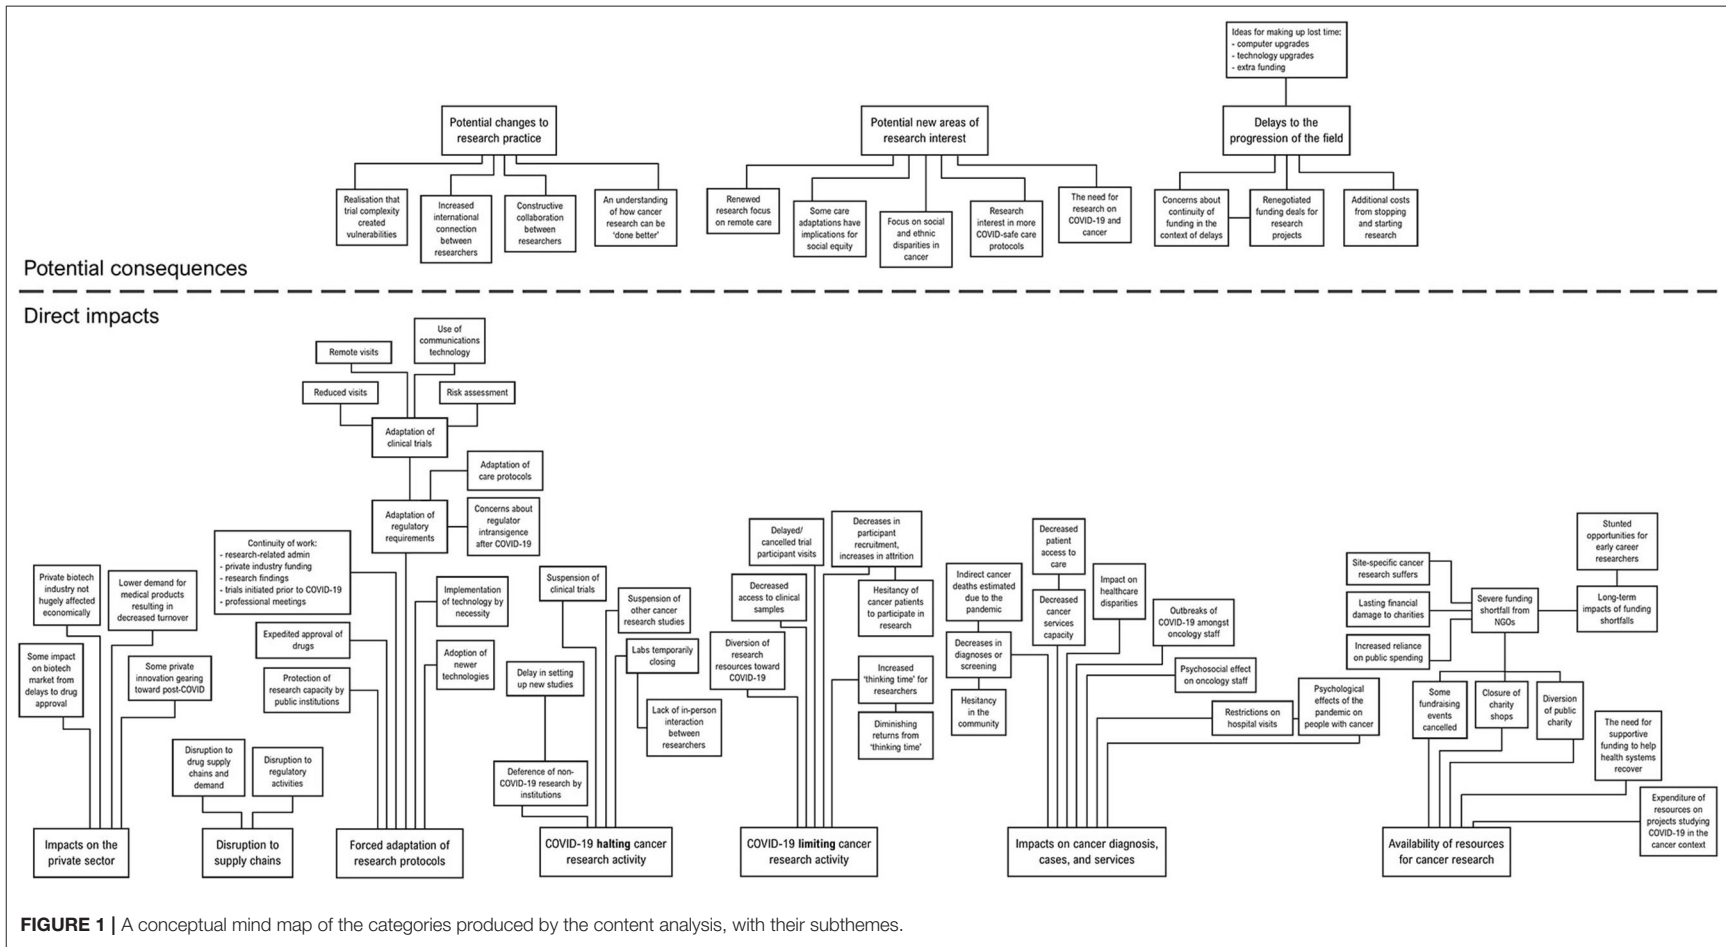 Ideas for making up lost time:
- computer upgrades
- technology upgrades
- extra funding
Potential changes to
research practice
Potential new areas of
research interest
Delays to the
progression of the field
Realisation that
trial complexity
created
vulnerabilities
Increased
international
connection
between
researchers
Constructive
collaboration
between
researchers
An understanding
of how cancer
research can be
'done better'
Renewed
research focus
on remote care
Some care
adaptations have
implications for
social equity
Focus on social
and ethnic
disparities in
cancer
Research
interest in more
COVID-safe care
protocols
The need for
research on
COVID-19 and
cancer
Concerns about
continuity of
funding in the
context of delays
Renegotiated
funding deals for
research
projects
Additional costs
from stopping
and starting
research
Potential consequences
Direct impacts
Remote visits
Use of
communications
technology
Reduced visits
Risk assessment
Adaptation of
clinical trials
Adaptation of
care protocols
Adaptation of
regulatory
requirements
Concerns about
regulator
intransigence
after COVID-19
Private biotech
industry not
hugely affected
economically
Lower demand for
medical products
resulting in
decreased turnover
Some impact
on biotech
market from
delays to drug
approval
Some private
innovation gearing
toward post-COVID
Impacts on the
private sector
Disruption to
drug supply
chains and
demand
Disruption to
regulatory
activities
Disruption to
supply chains
Continuity of work:
- research-related admin
- private industry funding
- research findings
- trials initiated prior to COVID-19
- professional meetings
Expedited approval of
drugs
Protection of
research capacity by
public institutions
Implementation
of technology by
necessity
Adoption of
newer
technologies
Forced adaptation of
research protocols
Suspension of
clinical trials
Suspension of
other cancer
research studies
Labs temporarily
closing
Delay in setting
up new studies
Lack of in-person
interaction
between
researchers
Deference of non-
COVID-19 research by
institutions
COVID-19 halting cancer
research activity
Delayed/
cancelled trial
participant visits
Decreases in
participant
recruitment,
increases in attrition
Decreased
access to clinical
samples
Hesitancy of
cancer patients
to participate in
research
Diversion of
research
resources toward
COVID-19
Increased
'thinking time' for
researchers
Diminishing
returns from
'thinking time'
COVID-19 limiting cancer
research activity
Indirect cancer
deaths estimated
due to the
pandemic
Decreases in
diagnoses or
screening
Hesitancy
in the
community
Decreased
patient
access to
care
Decreased
cancer
services
capacity
Impact on
healthcare
disparities
Outbreaks of
COVID-19 amongst
oncology staff
Psychosocial effect
on oncology staff
Restrictions on
hospital visits
Psychological
effects of the
pandemic on
people with cancer
Impacts on cancer diagnosis,
cases, and services
Stunted
opportunities for
early career
researchers
Site-specific cancer
research suffers
Lasting financial
damage to charities
Increased reliance
on public spending
Severe funding
shortfall from
NGOs
Long-term
impacts of funding
shortfalls
Some
fundraising
events
cancelled
Closure of
charity
shops
Diversion
of public
charity
The need for
supportive
funding to help
health systems
recover
Expenditure of
resources on
projects studying
COVID-19 in the
cancer context
Availability of resources
for cancer research
FIGURE 1 | A conceptual mind map of the categories produced by the content analysis, with their subthemes.